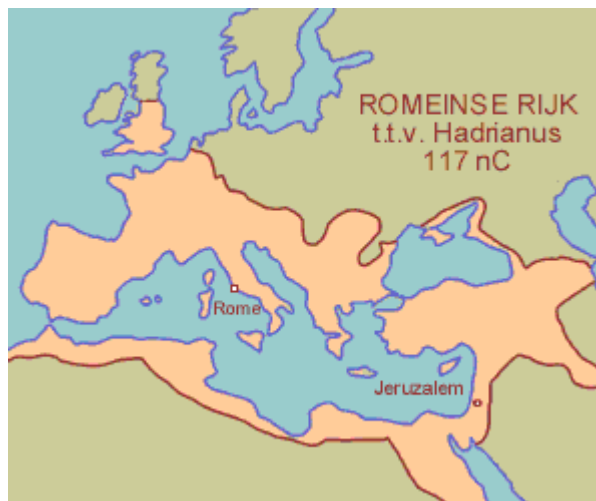 ROMEINSE RIJK
t.t.v. Hadrianus
117 nC
Rome
Jeruzalem